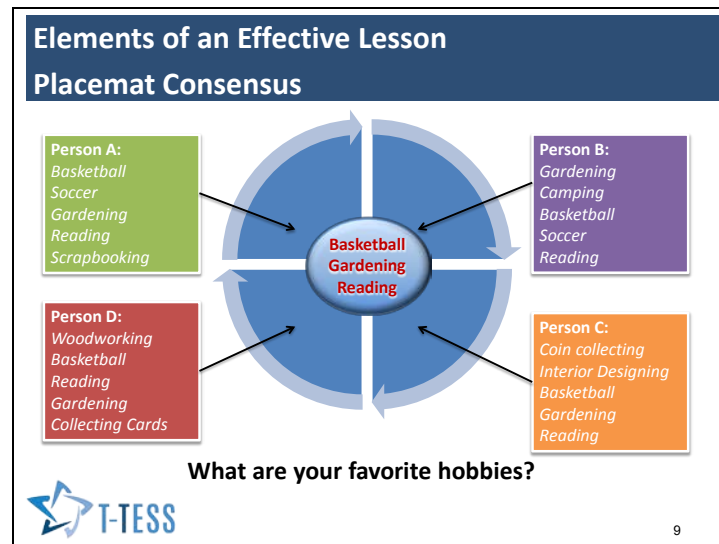 Elements of an Effective Lesson
Placemat Consensus
Person A:
Basketball
Soccer
Gardening
Reading
Scrapbooking
Person B:
Gardening
Camping
Basketball
Soccer
Reading
Basketball
Gardening
Reading
Person D:
Woodworking
Basketball
Reading
Gardening
Collecting Cards
Person C:
Coin collecting
Interior Designing
Basketball
Gardening
Reading
What are your favorite hobbies?
T-TESS
9